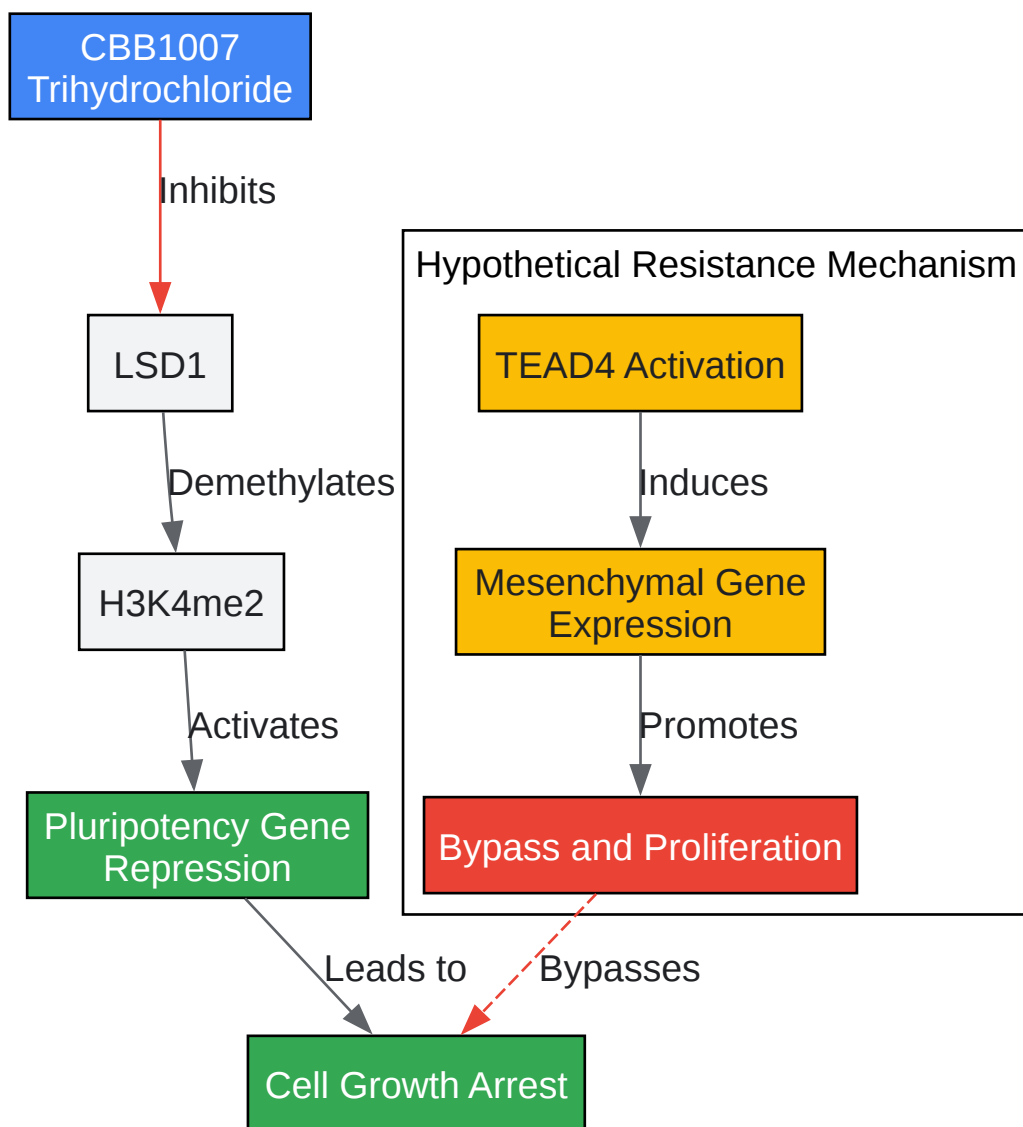 CBB1007
Trihydrochloride
Inhibits
LSD1
Demethylates
H3K4me2
Activates
Pluripotency Gene
Repression
Leads to
Hypothetical Resistance Mechanism
TEAD4 Activation
Induces
Mesenchymal Gene
Expression
Promotes
Bypass and Proliferation
Bypasses
Cell Growth Arrest